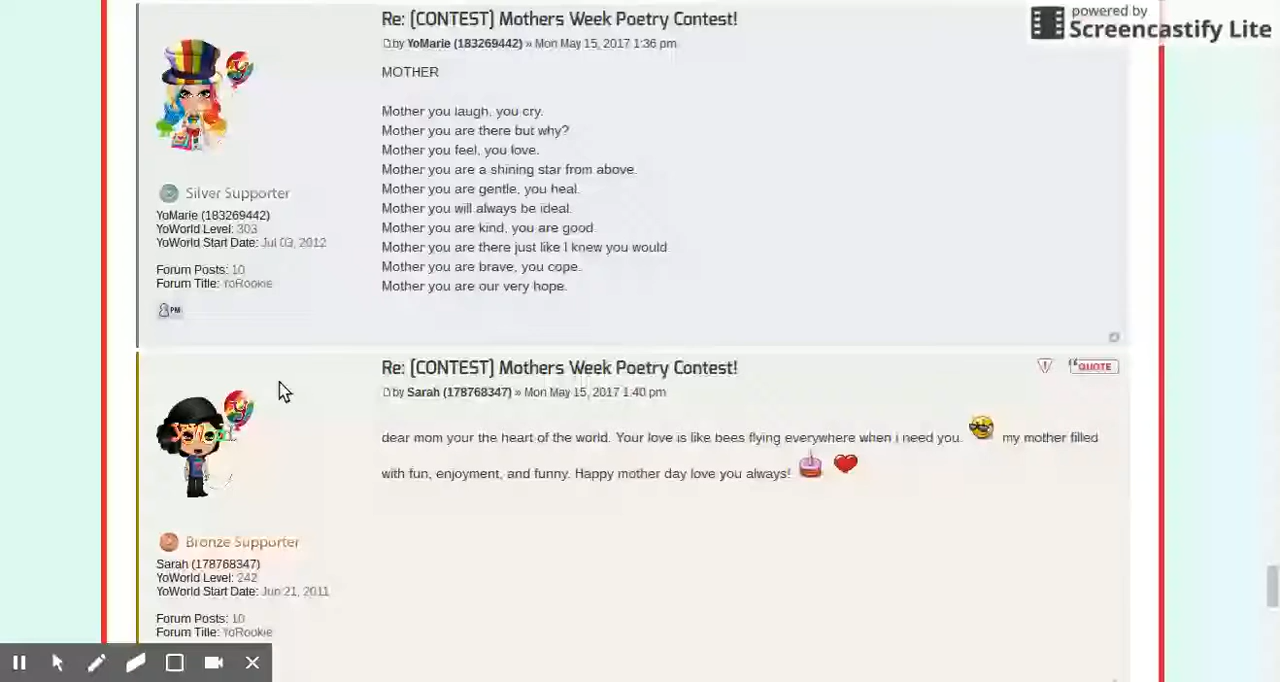 powered by
Screencastify Lite
Re: [CONTEST] Mothers Week Poetry Contest!
by YoMarie (183269442) » Mon May 15, 2017 1:36 pm
MOTHER
Mother you laugh, you cry.
Mother you are there but why?
Mother you feel, you love.
Mother you are a shining star from above.
Mother you are gentle, you heal.
Mother you will always be ideal.
Mother you are kind, you are good.
Mother you are there just like I knew you would
Mother you are brave, you cope.
Mother you are our very hope.
Silver Supporter
YoMarie (183269442)
YoWorld Level: 303
YoWorld Start Date: Jul 03, 2012
Forum Posts: 10
Forum Title: YoRookie
PM
Re: [CONTEST] Mothers Week Poetry Contest!
QUOTE
by Sarah (178768347) » Mon May 15, 2017 1:40 pm
dear mom your the heart of the world. Your love is like bees flying everywhere when i need you. my mother filled
with fun, enjoyment, and funny. Happy mother day love you always!
Bronze Supporter
Sarah (178768347)
YoWorld Level: 242
YoWorld Start Date: Jun 21, 2011
Forum Posts: 10
Forum Title: YoRookie